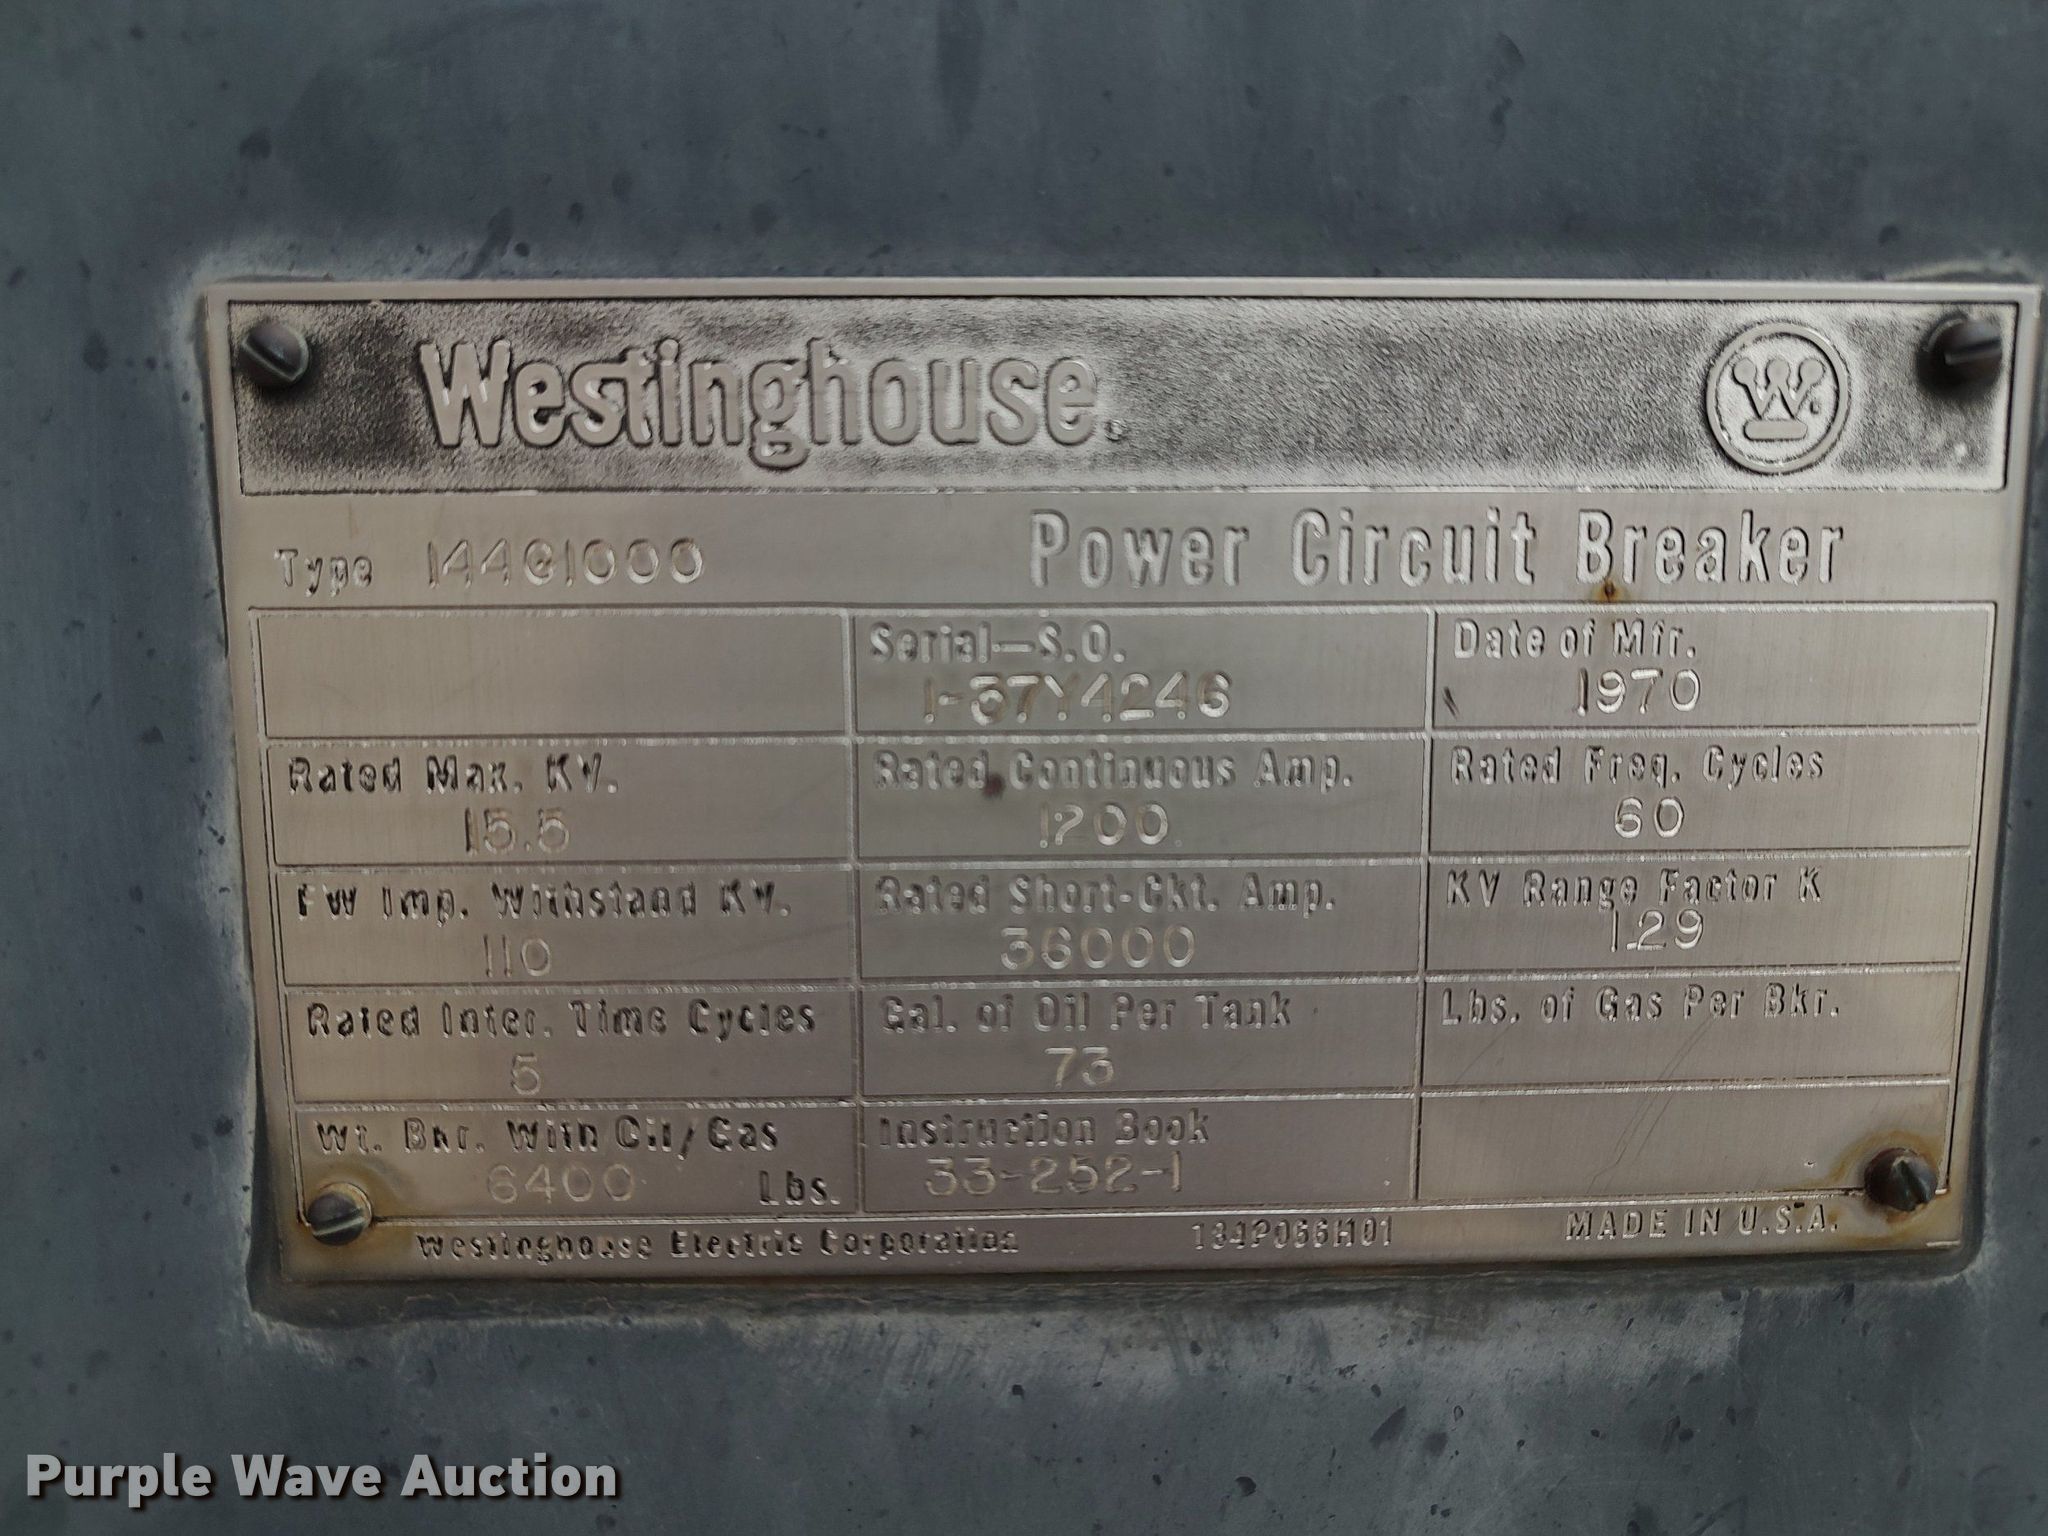 Westinghouse
W
Type 144G1000 Power Circuit Breaker
Serial—S.O.
1-37Y4246
Date of Mfr.
1970
Rated Max. KV.
15.5
Rated Continuous Amp.
1200
Rated Freq. Cycles
60
FW Imp. Withstand KV.
110
Rated Short-Ckt. Amp.
36000
KV Range Factor K
1.29
Rated Inter. Time Cycles
5
Gal. of Oil Per Tank
73
Lbs. of Gas Per Bkr.
Wt. Bkr. With Oil/Gas
6400 Lbs.
Instruction Book
33-252-1
Westinghouse Electric Corporation 184P066H01 MADE IN U.S.A.
Purple Wave Auction